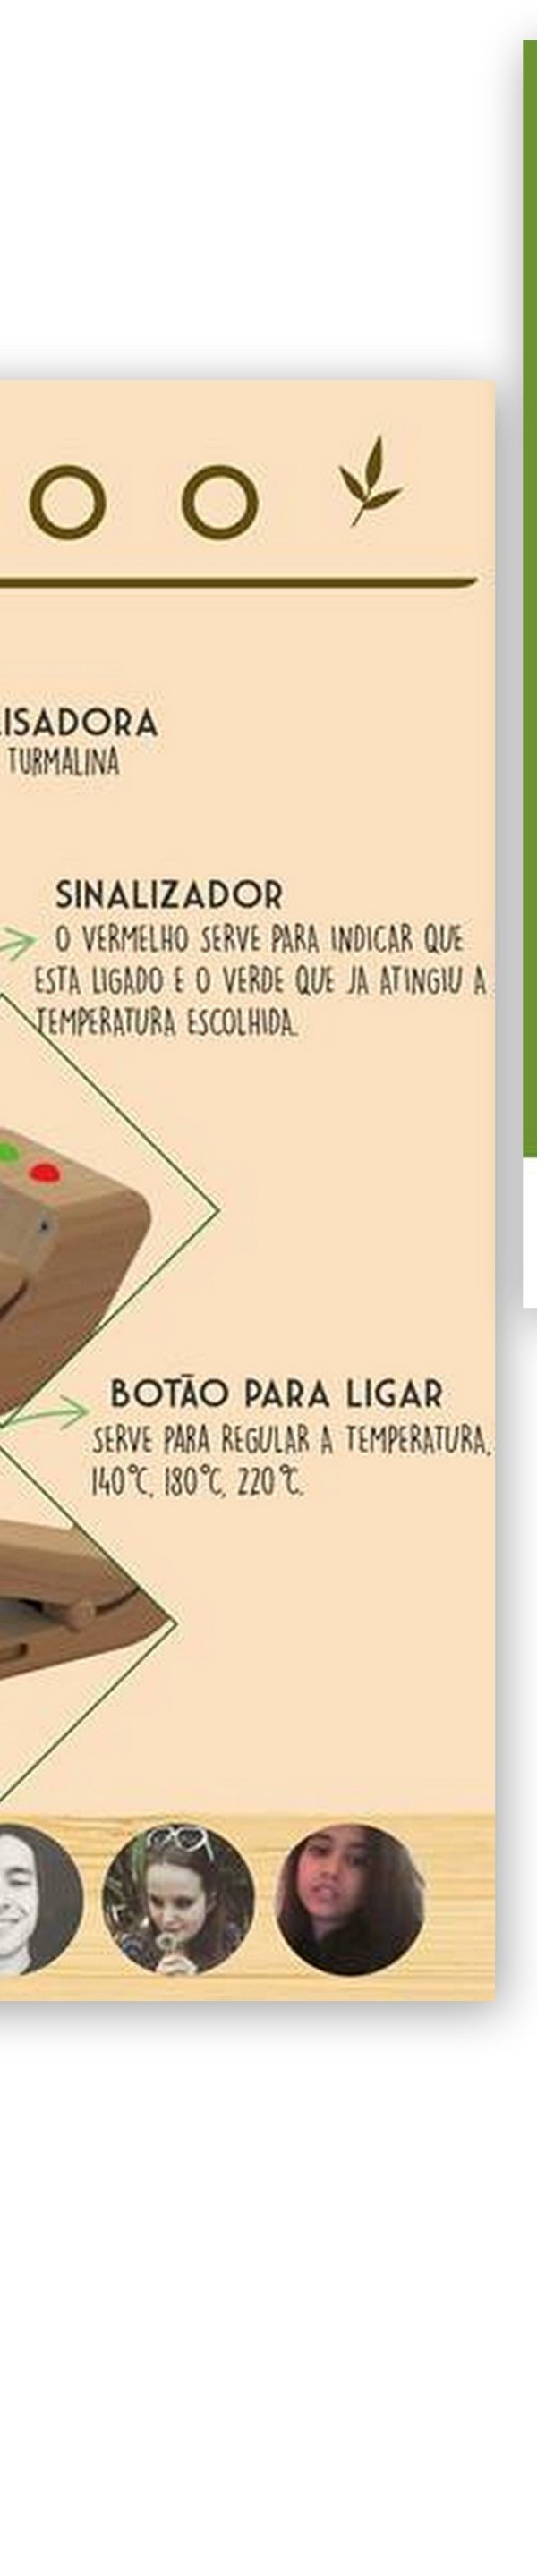 O O
ISADORA
TURMALINA
SINALIZADOR
O VERMELHO SERVE PARA INDICAR QUE
ESTA LIGADO E O VERDE QUE JA ATINGIU A
TEMPERATURA ESCOLHIDA.
BOTÃO PARA LIGAR
SERVE PARA REGULAR A TEMPERATURA,
140°C, 180°C, 220°C.